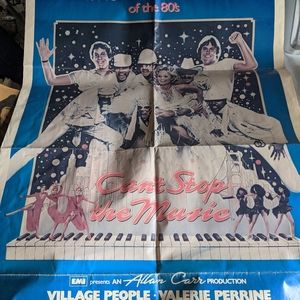 of the 80's
Can't Stop
the Music
EMI presents AN Allan Carr PRODUCTION
VILLAGE PEOPLE · VALERIE PERRINE